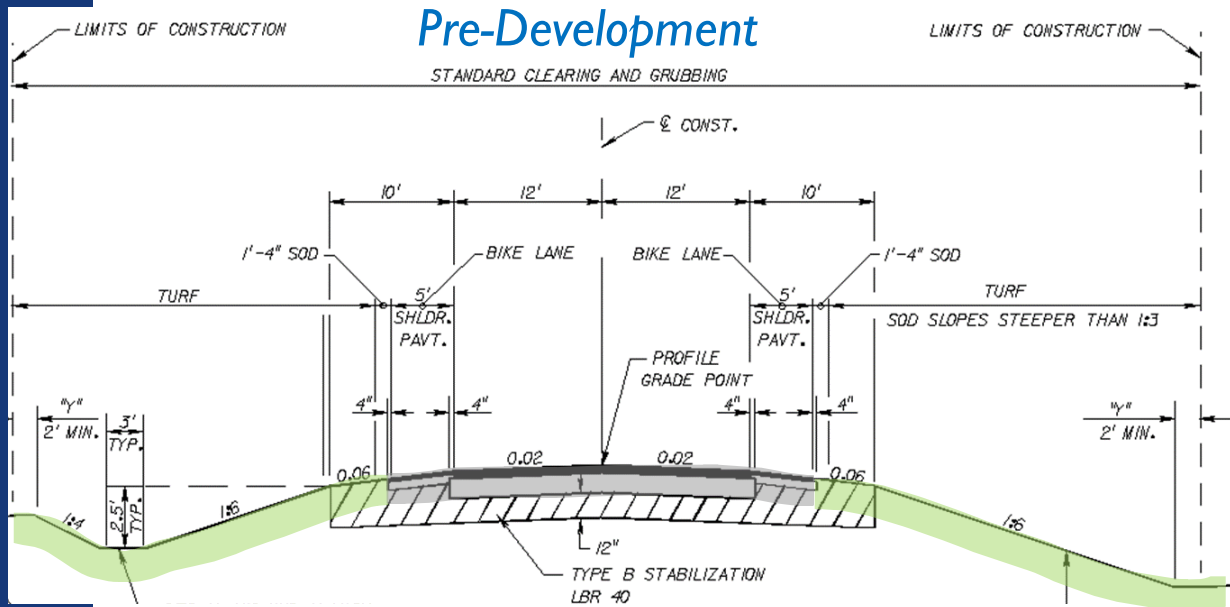 Pre-Development
LIMITS OF CONSTRUCTION
LIMITS OF CONSTRUCTION
STANDARD CLEARING AND GRUBBING
℄ CONST.
10'
12'
12'
10'
1'-4" SOD
BIKE LANE
BIKE LANE
1'-4" SOD
TURF
5'
SHLDR.
PAVT.
5'
SHLDR.
PAVT.
TURF
SOD SLOPES STEEPER THAN 1:3
PROFILE
GRADE POINT
"Y"
2' MIN.
3'
TYP.
4"
4"
4"
4"
"Y"
2' MIN.
0.06
0.02
0.02
0.06
1:4
2.5'
TYP.
1:6
1:6
12"
TYPE B STABILIZATION
LBR 40